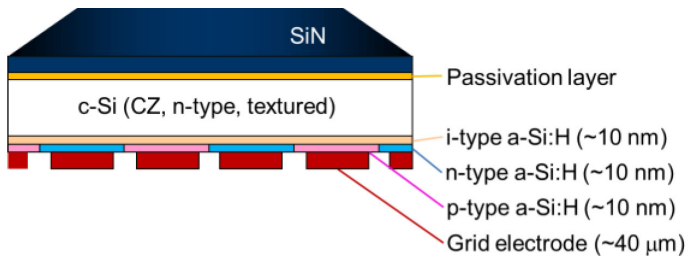 SiN
Passivation layer
c-Si (CZ, n-type, textured)
i-type a-Si:H (~10 nm)
n-type a-Si:H (~10 nm)
p-type a-Si:H (~10 nm)
Grid electrode (~40 μm)